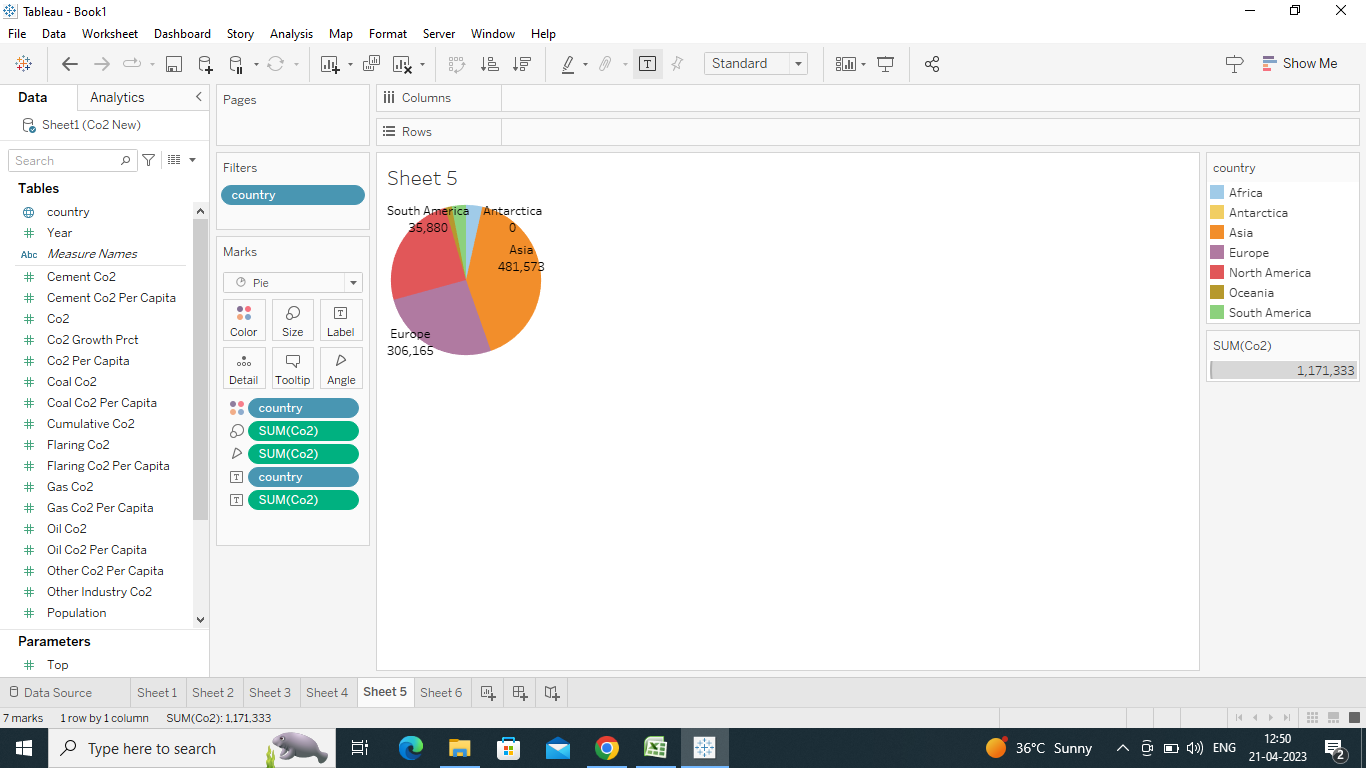 Tableau - Book1
File Data Worksheet Dashboard Story Analysis Map Format Server Window Help
Standard
Show Me
Data Analytics
Sheet1 (Co2 New)
Search
Tables
country
# Year
Abc Measure Names
# Cement Co2
# Cement Co2 Per Capita
# Co2
# Co2 Growth Prct
# Co2 Per Capita
# Coal Co2
# Coal Co2 Per Capita
# Cumulative Co2
# Flaring Co2
# Flaring Co2 Per Capita
# Gas Co2
# Gas Co2 Per Capita
# Oil Co2
# Oil Co2 Per Capita
# Other Co2 Per Capita
# Other Industry Co2
# Population
Parameters
# Top
Pages
Filters
country
Marks
Pie
Color Size Label
Detail Tooltip Angle
country
SUM(Co2)
SUM(Co2)
country
SUM(Co2)
Columns
Rows
Sheet 5
South America
35,880
Antarctica
0
Asia
481,573
Europe
306,165
country
Africa
Antarctica
Asia
Europe
North America
Oceania
South America
SUM(Co2)
1,171,333
Data Source Sheet 1 Sheet 2 Sheet 3 Sheet 4 Sheet 5 Sheet 6
7 marks 1 row by 1 column SUM(Co2): 1,171,333
Type here to search
36°C Sunny
ENG
12:50
21-04-2023
2